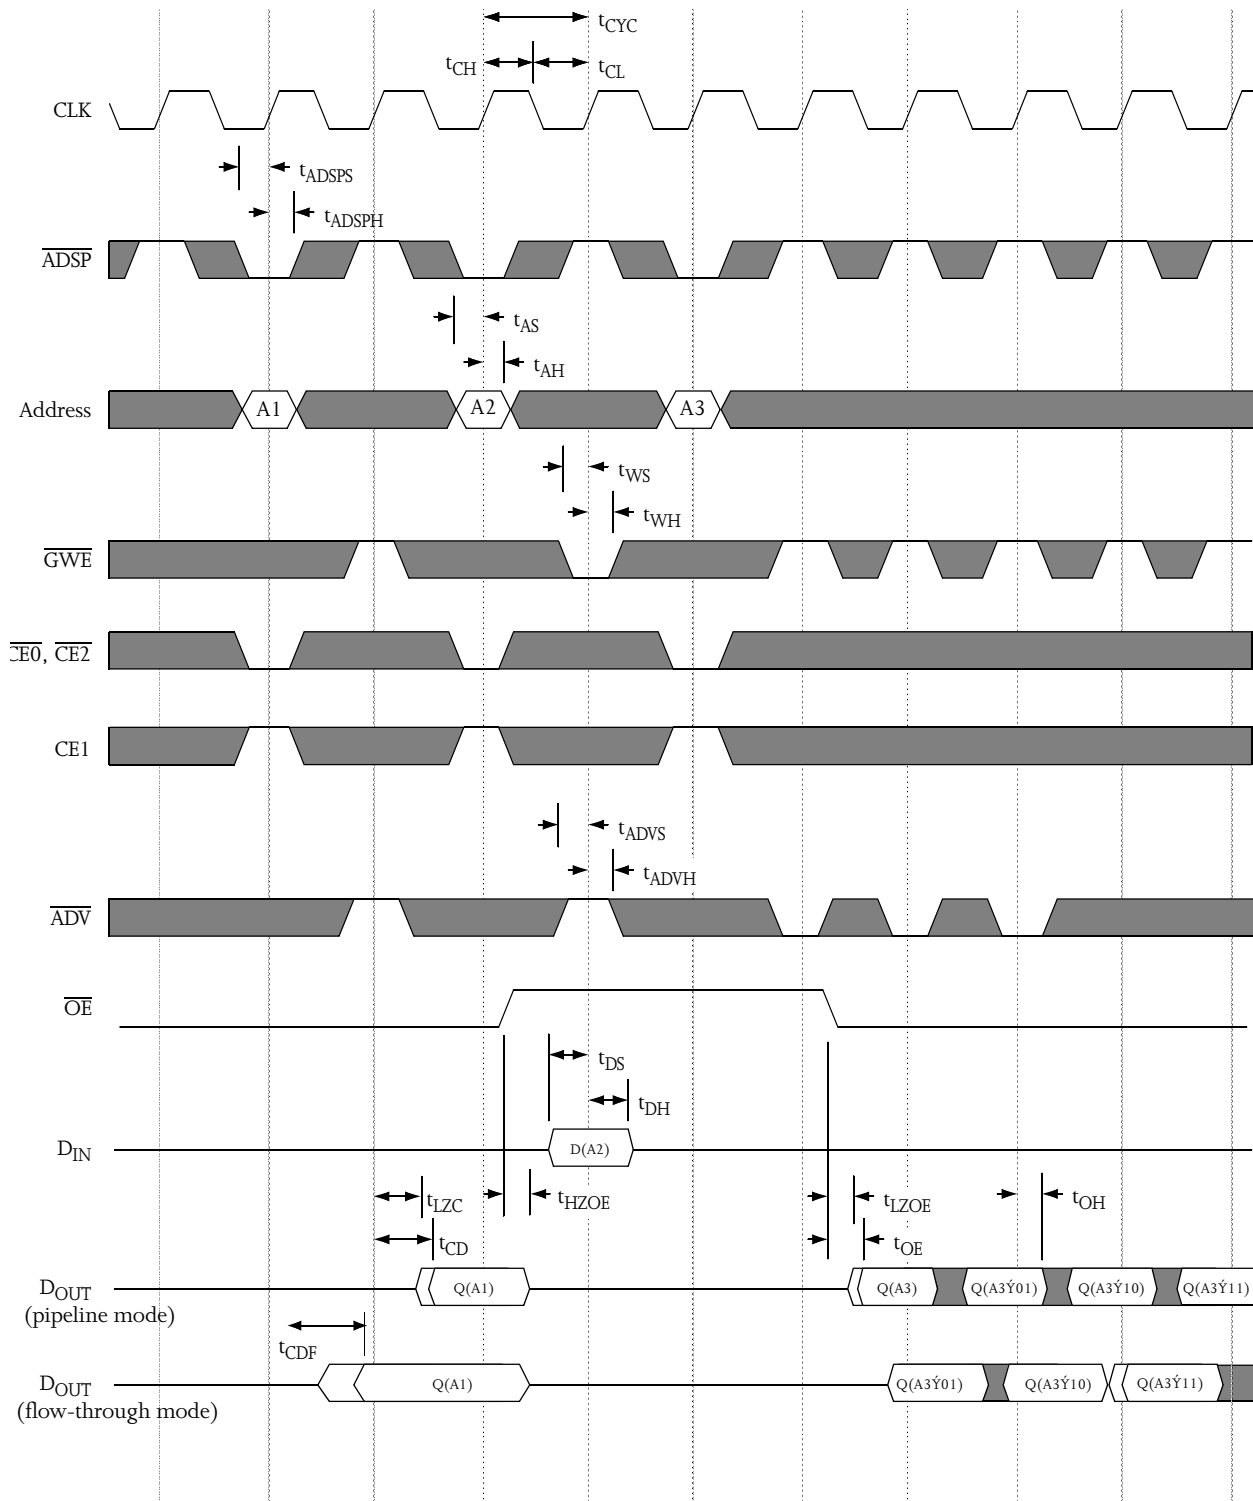 tCYC
tCH tCL
CLK
tADSPS
tADSPH
ADSP
tAS
tAH
Address A1 A2 A3
tWS
tWH
GWE
CE0, CE2
CE1
tADVS
tADVH
ADV
OE
tDS
tDH
DIN D(A2)
tLZC tHZOE tLZOE tOH
tCD tOE
DOUT Q(A1) Q(A3) Q(A3Ý01) Q(A3Ý10) Q(A3Ý11)
(pipeline mode)
tCDF
DOUT Q(A1) Q(A3Ý01) Q(A3Ý10) Q(A3Ý11)
(flow-through mode)